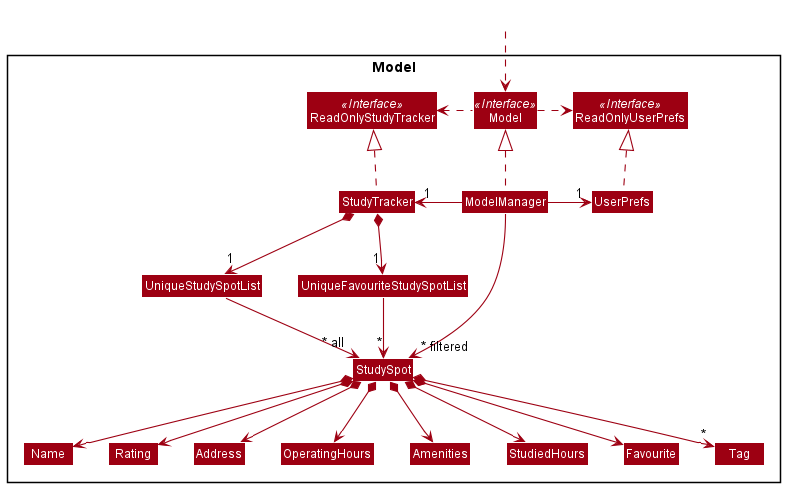 Model
«Interface»
ReadOnlyStudyTracker
«Interface»
Model
«Interface»
ReadOnlyUserPrefs
StudyTracker
1
ModelManager
1
UserPrefs
1
1
UniqueStudySpotList
UniqueFavouriteStudySpotList
* all
*
* filtered
StudySpot
*
Name
Rating
Address
OperatingHours
Amenities
StudiedHours
Favourite
Tag